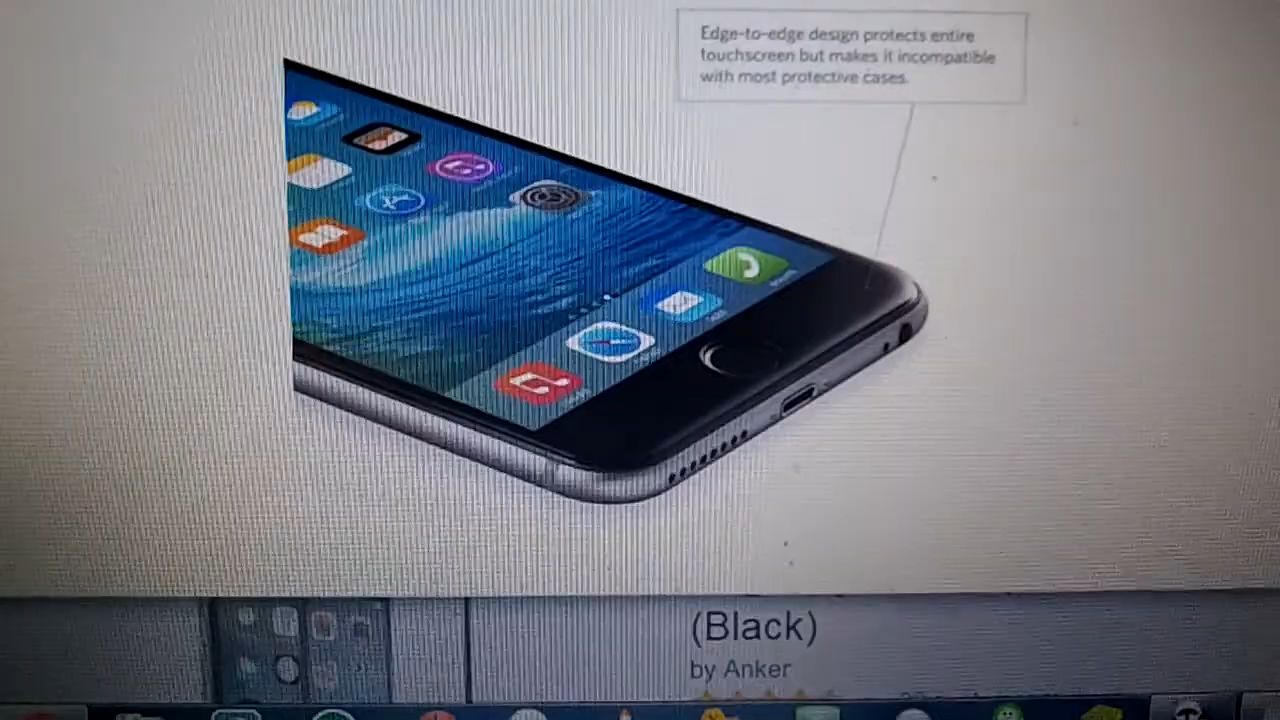 Edge-to-edge design protects entire
touchscreen but makes it incompatible
with most protective cases.
(Black)
by Anker